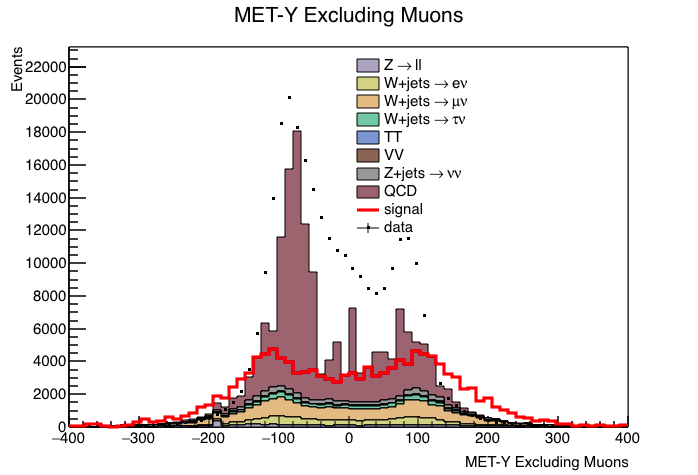 MET-Y Excluding Muons
Events
22000
20000
18000
16000
14000
12000
10000
8000
6000
4000
2000
0
Z → ll
W+jets → eν
W+jets → μν
W+jets → τν
TT
VV
Z+jets → νν
QCD
signal
data
−400 −300 −200 −100 0 100 200 300 400
MET-Y Excluding Muons